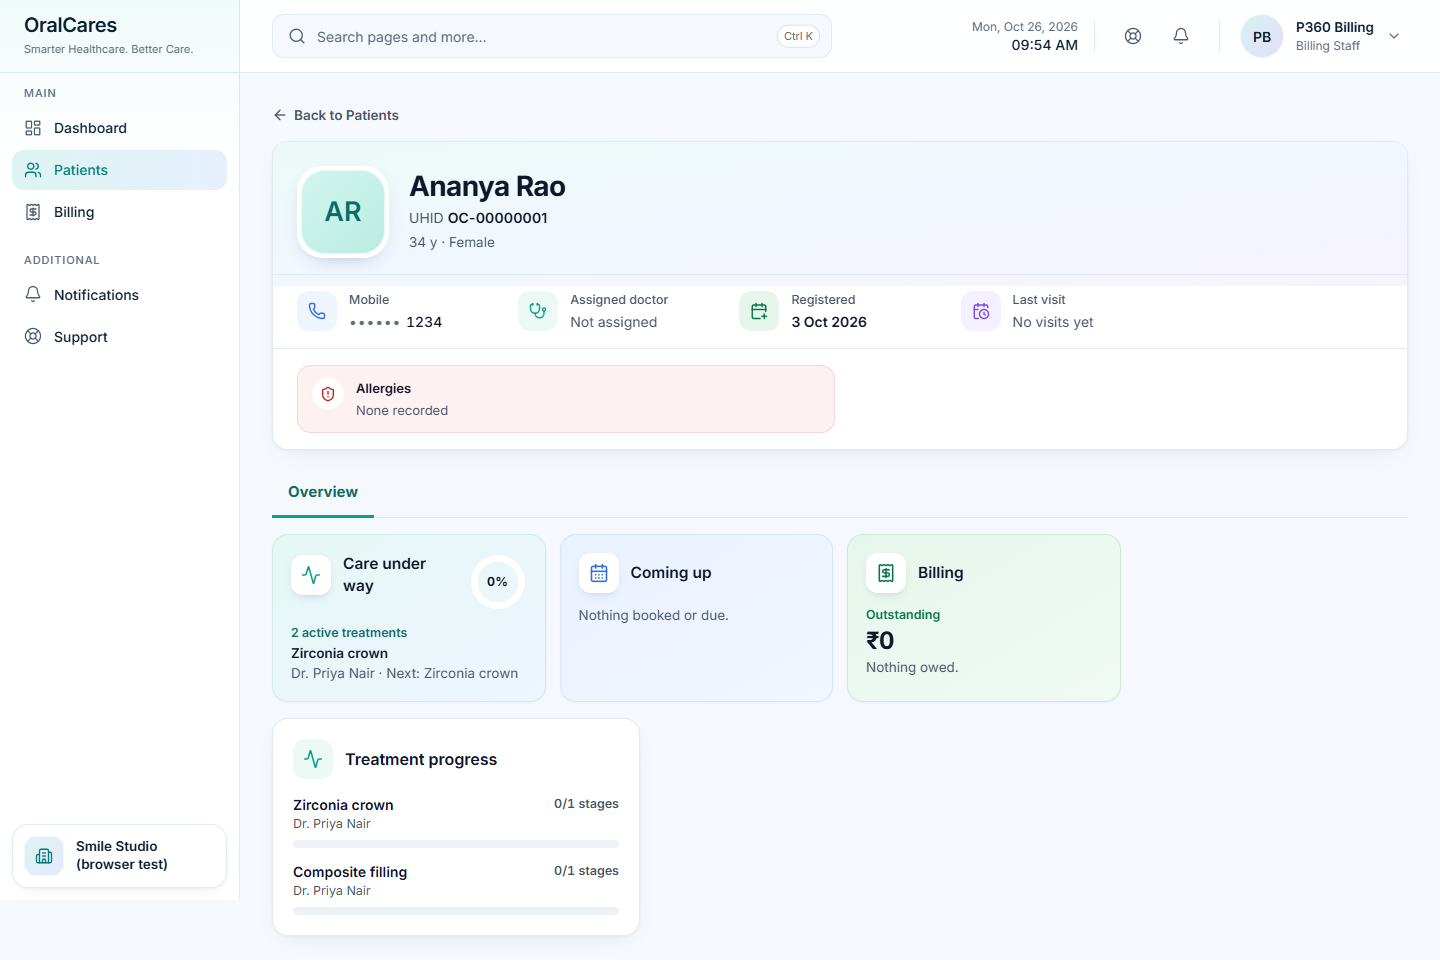 OralCares
Smarter Healthcare. Better Care.
Search pages and more...
Ctrl K
Mon, Oct 26, 2026
09:54 AM
PB
P360 Billing
Billing Staff
MAIN
Dashboard
Patients
Billing
ADDITIONAL
Notifications
Support
Smile Studio
(browser test)
Back to Patients
AR
Ananya Rao
UHID OC-00000001
34 y · Female
Mobile
•••••• 1234
Assigned doctor
Not assigned
Registered
3 Oct 2026
Last visit
No visits yet
Allergies
None recorded
Overview
Care under
way
0%
2 active treatments
Zirconia crown
Dr. Priya Nair · Next: Zirconia crown
Coming up
Nothing booked or due.
Billing
Outstanding
₹0
Nothing owed.
Treatment progress
Zirconia crown
0/1 stages
Dr. Priya Nair
Composite filling
0/1 stages
Dr. Priya Nair